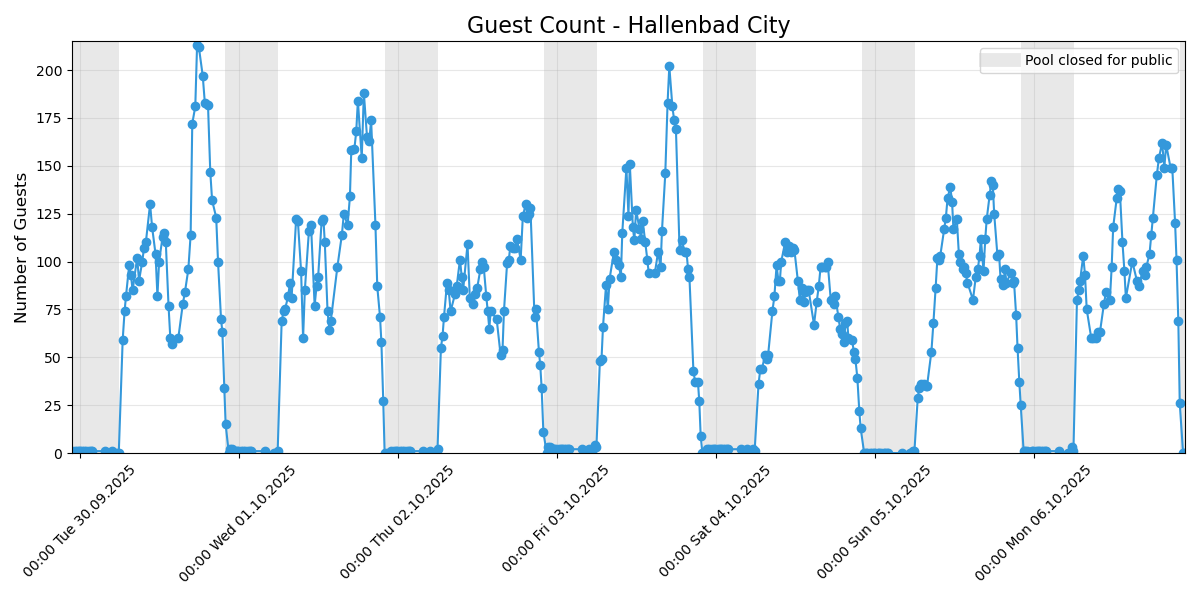 Guest Count - Hallenbad City
Pool closed for public
Number of Guests
200
175
150
125
100
75
50
25
0
00:00 Tue 30.09.2025
00:00 Wed 01.10.2025
00:00 Thu 02.10.2025
00:00 Fri 03.10.2025
00:00 Sat 04.10.2025
00:00 Sun 05.10.2025
00:00 Mon 06.10.2025